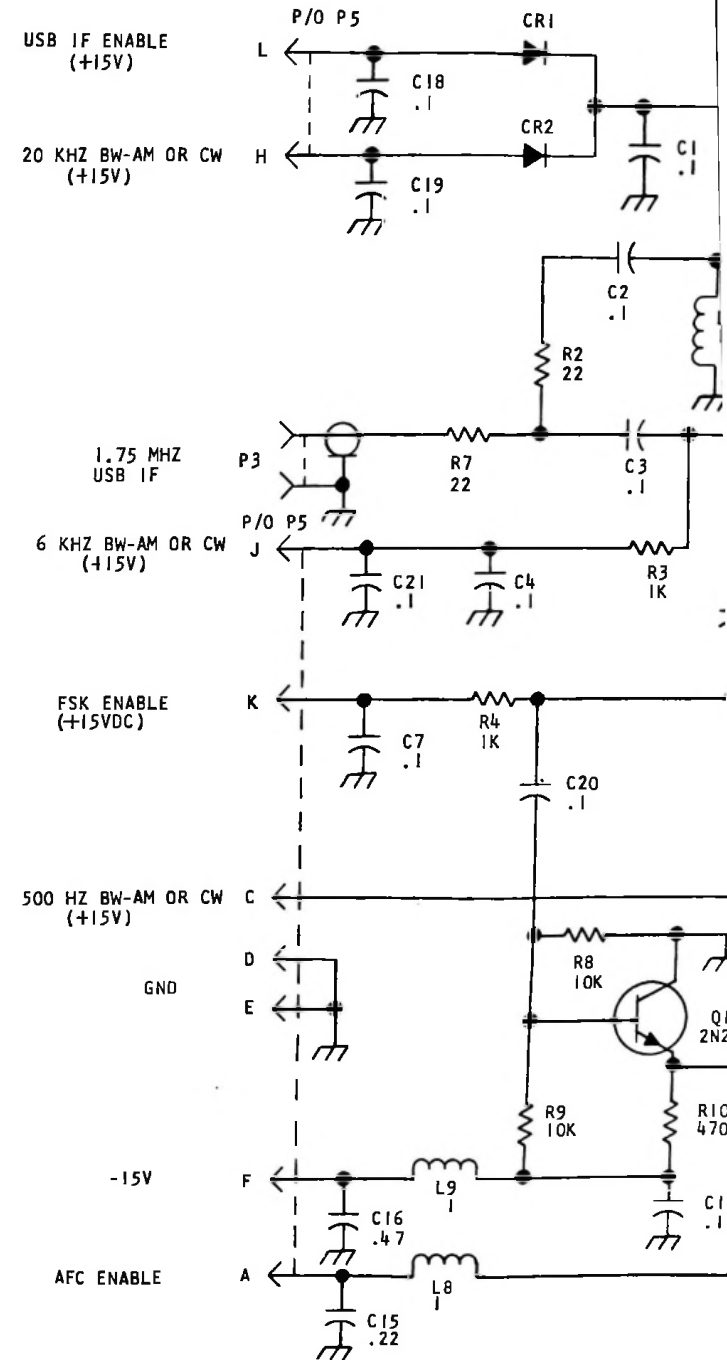 P/O P5
USB IF ENABLE
(+15V)
L
CR1
C18
.1
20 KHZ BW-AM OR CW
(+15V)
H
CR2
C19
.1
C1
.1
C2
.1
R2
22
1.75 MHZ
USB IF
P3
R7
22
C3
.1
P/O P5
6 KHZ BW-AM OR CW
(+15V)
J
C21
.1
C4
.1
R3
1K
FSK ENABLE
(+15VDC)
K
R4
1K
C7
.1
C20
.1
500 HZ BW-AM OR CW
(+15V)
C
D
GND
E
R8
10K
R9
10K
-15V
F
L9
1
C16
.47
AFC ENABLE
A
L8
1
C15
.22